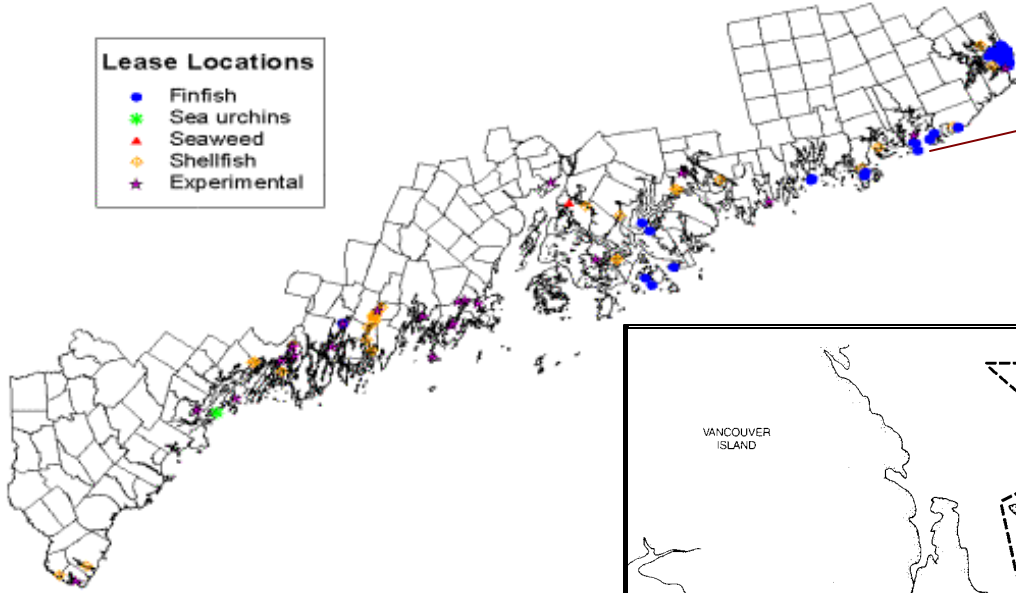 Lease Locations
Finfish
Sea urchins
Seaweed
Shellfish
Experimental
VANCOUVER
ISLAND